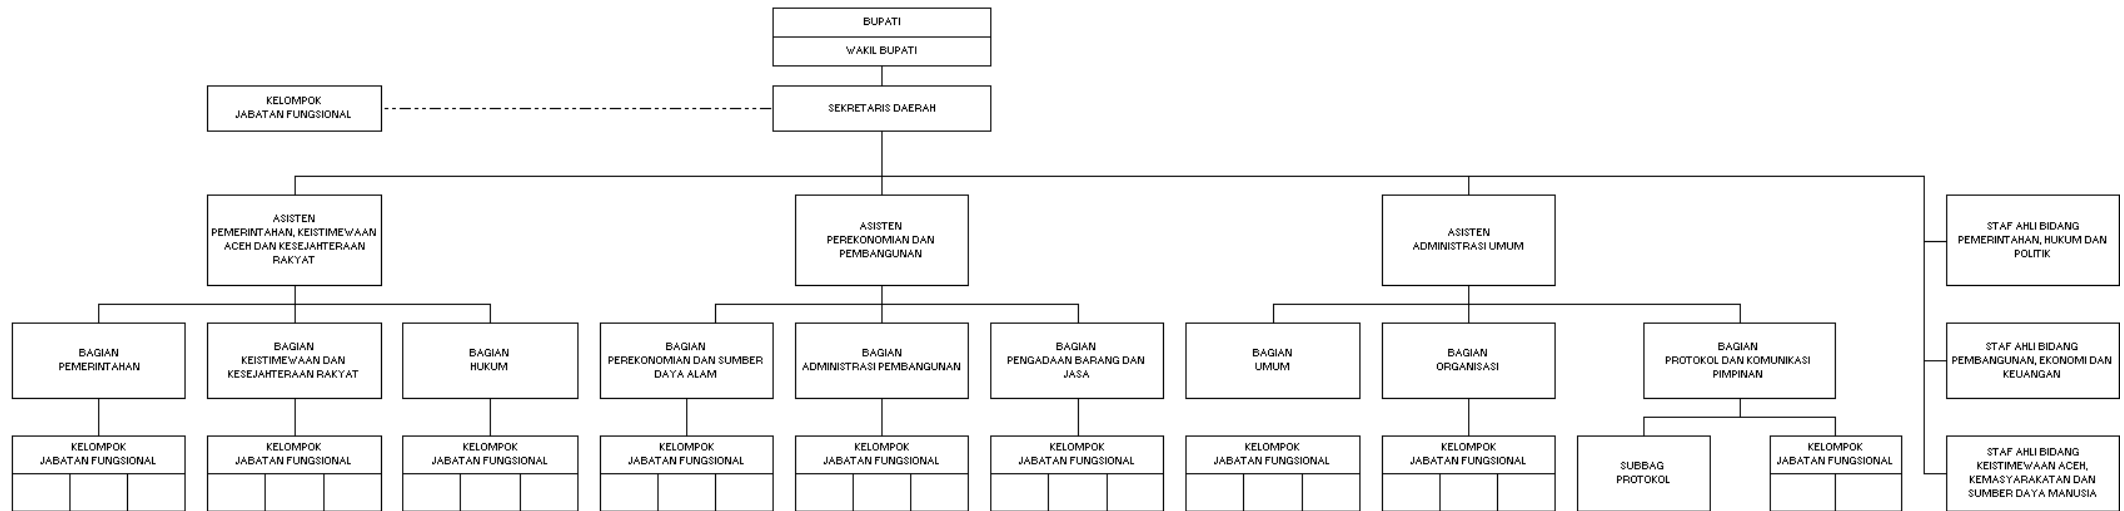 BUPATI
WAKIL BUPATI
KELOMPOK
JABATAN FUNGSIONAL
SEKRETARIS DAERAH
ASISTEN
PEMERINTAHAN, KEISTIMEWAAN
ACEH DAN KESEJAHTERAAN
RAKYAT
ASISTEN
PEREKONOMIAN DAN
PEMBANGUNAN
ASISTEN
ADMINISTRASI UMUM
STAF AHLI BIDANG
PEMERINTAHAN, HUKUM DAN
POLITIK
BAGIAN
PEMERINTAHAN
BAGIAN
KEISTIMEWAAN DAN
KESEJAHTERAAN RAKYAT
BAGIAN
HUKUM
BAGIAN
PEREKONOMIAN DAN SUMBER
DAYA ALAM
BAGIAN
ADMINISTRASI PEMBANGUNAN
BAGIAN
PENGADAAN BARANG DAN
JASA
BAGIAN
UMUM
BAGIAN
ORGANISASI
BAGIAN
PROTOKOL DAN KOMUNIKASI
PIMPINAN
STAF AHLI BIDANG
PEMBANGUNAN, EKONOMI DAN
KEUANGAN
KELOMPOK
JABATAN FUNGSIONAL
KELOMPOK
JABATAN FUNGSIONAL
KELOMPOK
JABATAN FUNGSIONAL
KELOMPOK
JABATAN FUNGSIONAL
KELOMPOK
JABATAN FUNGSIONAL
KELOMPOK
JABATAN FUNGSIONAL
KELOMPOK
JABATAN FUNGSIONAL
KELOMPOK
JABATAN FUNGSIONAL
SUBBAG
PROTOKOL
KELOMPOK
JABATAN FUNGSIONAL
STAF AHLI BIDANG
KEISTIMEWAAN ACEH,
KEMASYARAKATAN DAN
SUMBER DAYA MANUSIA